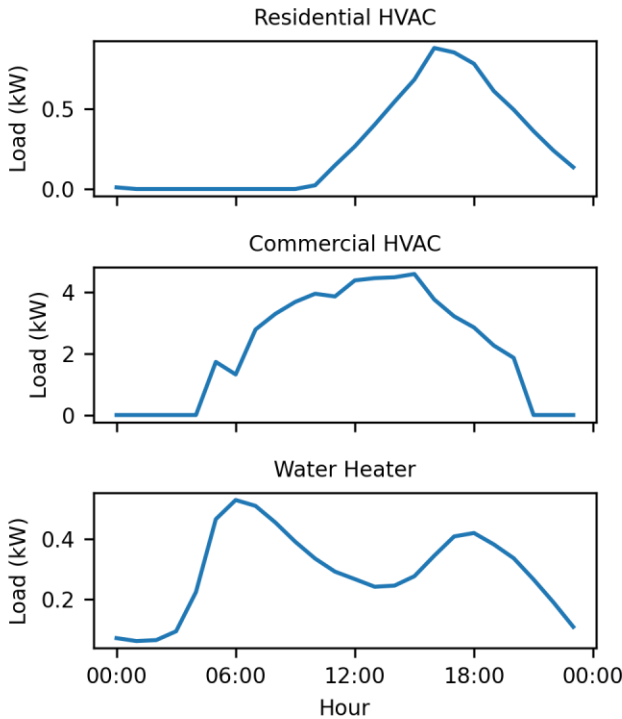 Residential HVAC
Load (kW)
0.5
0.0
Commercial HVAC
Load (kW)
4
2
0
Water Heater
Load (kW)
0.4
0.2
00:00 06:00 12:00 18:00 00:00
Hour